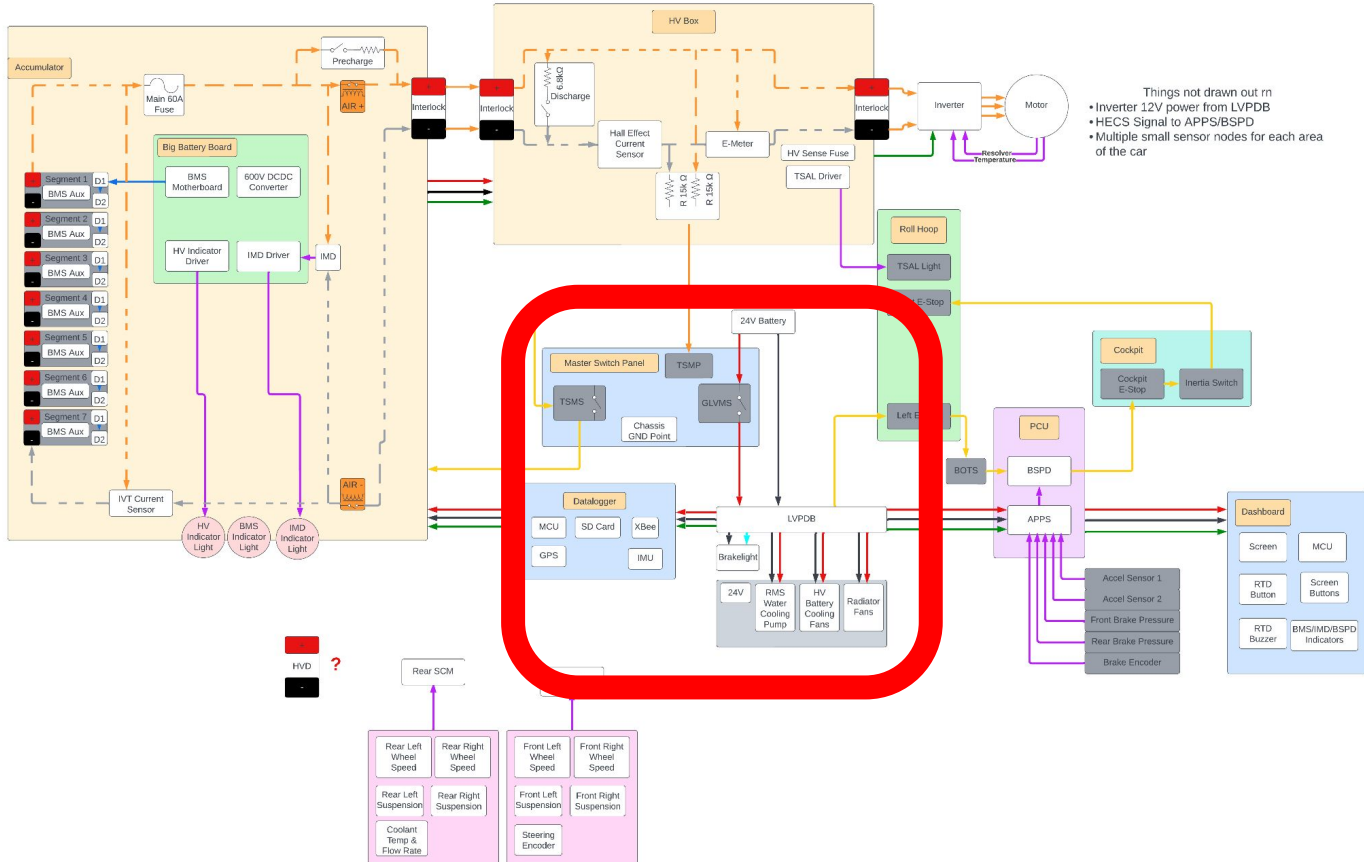 HV Box
Accumulator
Precharge
Main 60A
Fuse
AIR +
+
Interlock
-
+
Interlock
-
6.8kΩ
Discharge
Hall Effect
Current
Sensor
E-Meter
R 15k Ω
R 15k Ω
+
Interlock
-
HV Sense Fuse
TSAL Driver
Inverter
Motor
Resolver
Temperature
Things not drawn out rn
• Inverter 12V power from LVPDB
• HECS Signal to APPS/BSPD
• Multiple small sensor nodes for each area
of the car
Big Battery Board
BMS
Motherboard
600V DCDC
Converter
HV Indicator
Driver
IMD Driver
IMD
+
Segment 1
D1
BMS Aux
D2
-
+
Segment 2
D1
BMS Aux
D2
-
+
Segment 3
D1
BMS Aux
D2
-
+
Segment 4
D1
BMS Aux
D2
-
+
Segment 5
D1
BMS Aux
D2
-
+
Segment 6
D1
BMS Aux
D2
-
+
Segment 7
D1
BMS Aux
D2
-
IVT Current
Sensor
AIR -
HV
Indicator
Light
BMS
Indicator
Light
IMD
Indicator
Light
Roll Hoop
TSAL Light
E-Stop
Left E
24V Battery
Master Switch Panel
TSMP
TSMS
GLVMS
Chassis
GND Point
Cockpit
Cockpit
E-Stop
Inertia Switch
PCU
BOTS
BSPD
APPS
Datalogger
MCU
SD Card
XBee
GPS
IMU
LVPDB
Brakelight
24V
RMS
Water
Cooling
Pump
HV
Battery
Cooling
Fans
Radiator
Fans
Dashboard
Screen
MCU
RTD
Button
Screen
Buttons
RTD
Buzzer
BMS/IMD/BSPD
Indicators
Accel Sensor 1
Accel Sensor 2
Front Brake Pressure
Rear Brake Pressure
Brake Encoder
+
HVD
-
?
Rear SCM
Rear Left
Wheel
Speed
Rear Right
Wheel
Speed
Rear Left
Suspension
Rear Right
Suspension
Coolant
Temp &
Flow Rate
Front Left
Wheel
Speed
Front Right
Wheel
Speed
Front Left
Suspension
Front Right
Suspension
Steering
Encoder